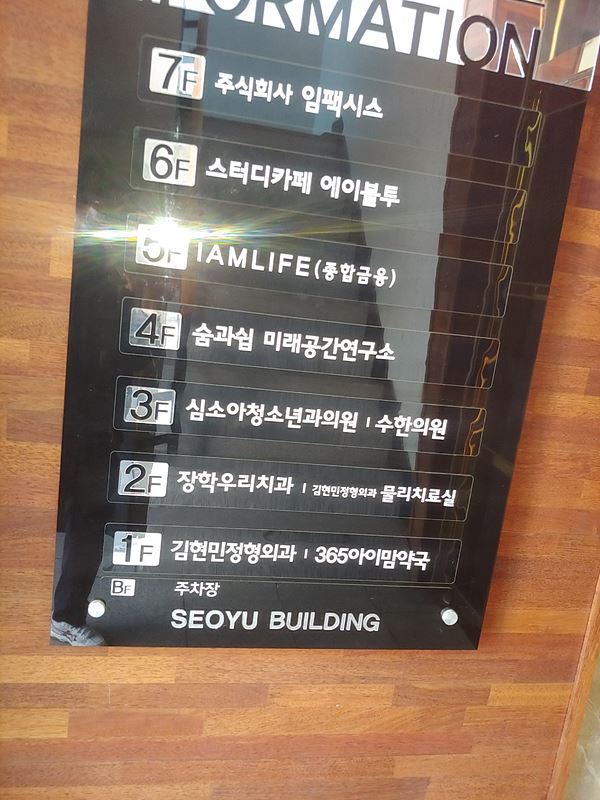 INFORMATION
7F 주식회사 임팩시스
6F 스터디카페 에이블투
5F IAMLIFE(종합금융)
4F 숨과쉼 미래공간연구소
3F 심소아청소년과의원 | 수한의원
2F 장학우리치과 | 김현민정형외과 물리치료실
1F 김현민정형외과 | 365아이맘약국
BF 주차장
SEOYU BUILDING